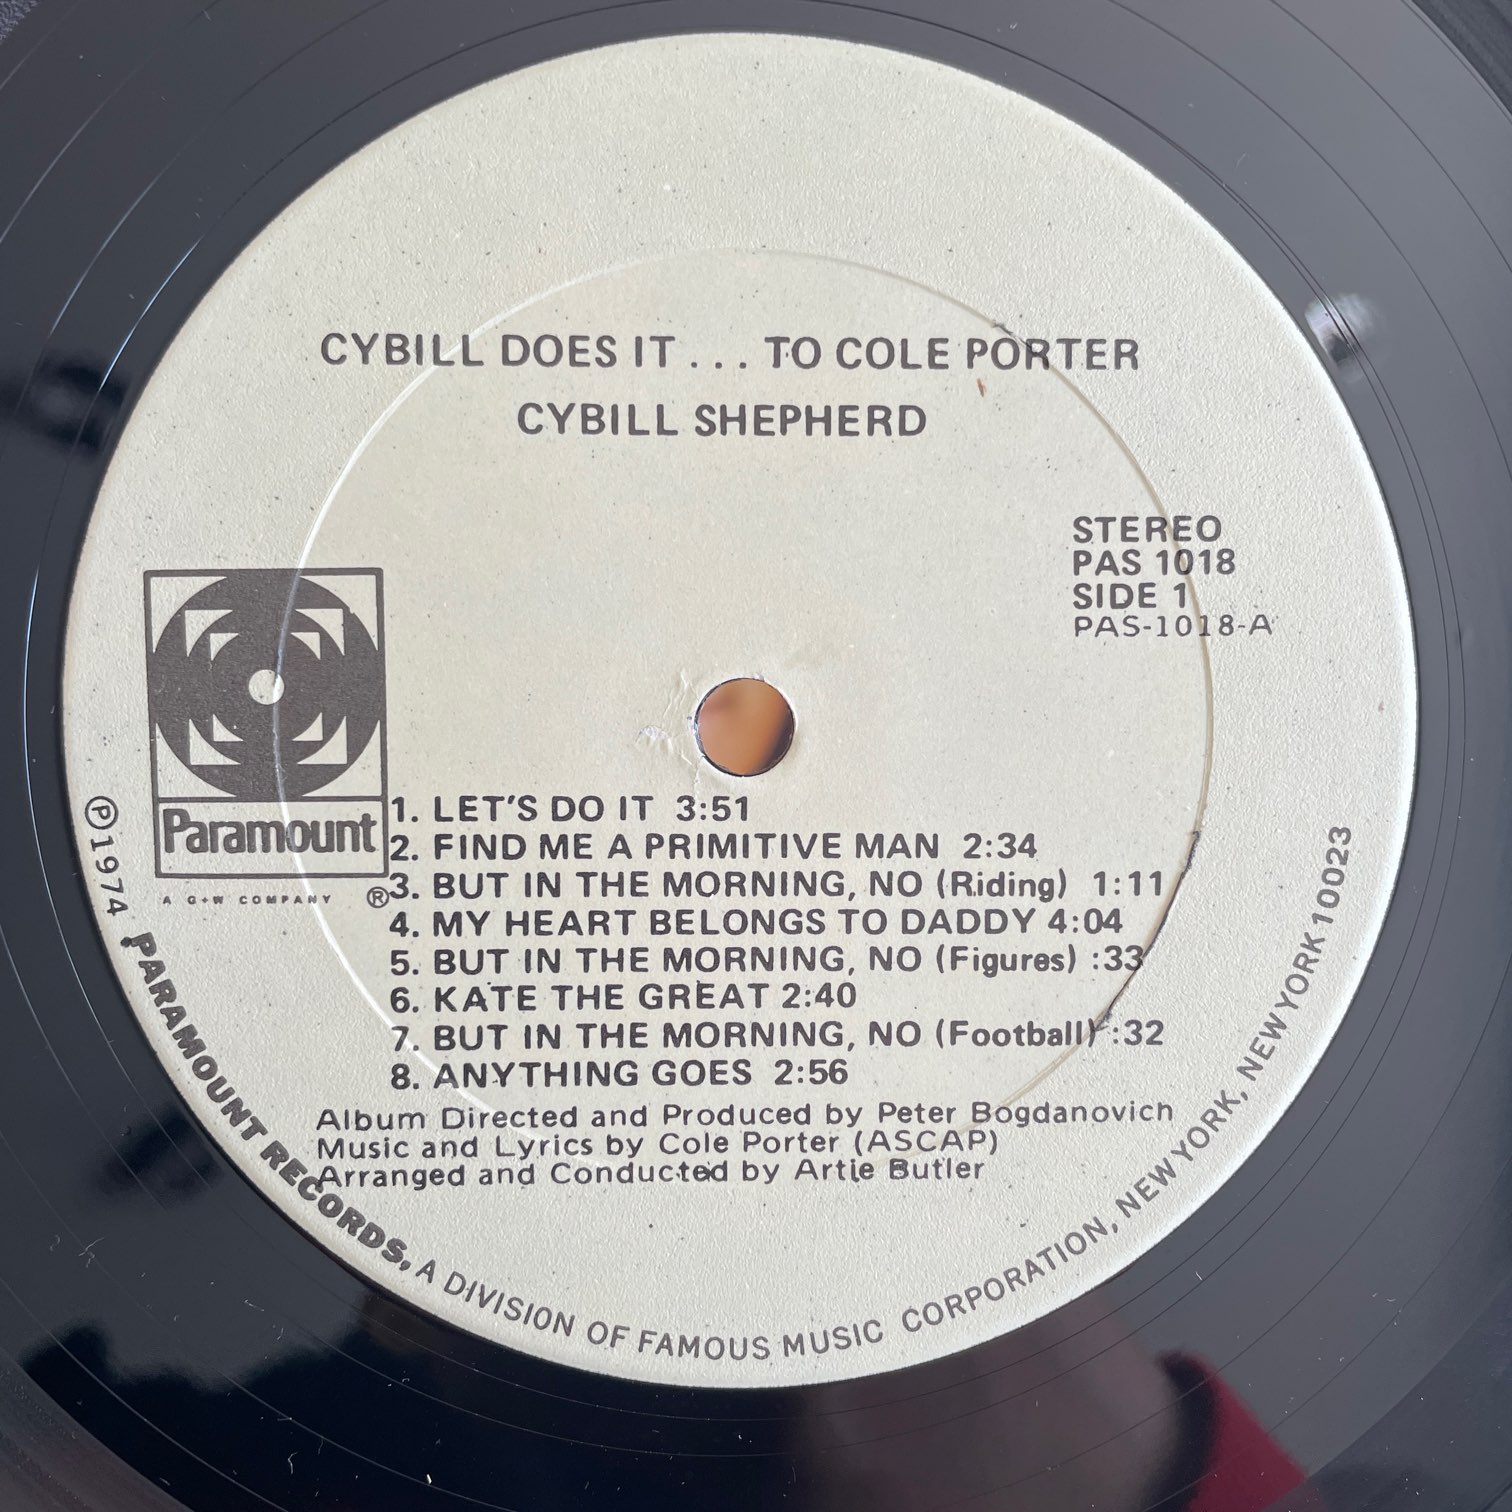 CYBILL DOES IT . . . TO COLE PORTER
CYBILL SHEPHERD
STEREO
PAS 1018
SIDE 1
PAS-1018-A
Paramount
A G+W COMPANY ®
1. LET'S DO IT 3:51
2. FIND ME A PRIMITIVE MAN 2:34
3. BUT IN THE MORNING, NO (Riding) 1:11
4. MY HEART BELONGS TO DADDY 4:04
5. BUT IN THE MORNING, NO (Figures) :33
6. KATE THE GREAT 2:40
7. BUT IN THE MORNING, NO (Football) :32
8. ANYTHING GOES 2:56
Album Directed and Produced by Peter Bogdanovich
Music and Lyrics by Cole Porter (ASCAP)
Arranged and Conducted by Artie Butler
℗1974 PARAMOUNT RECORDS, A DIVISION OF FAMOUS MUSIC CORPORATION, NEW YORK, NEW YORK 10023